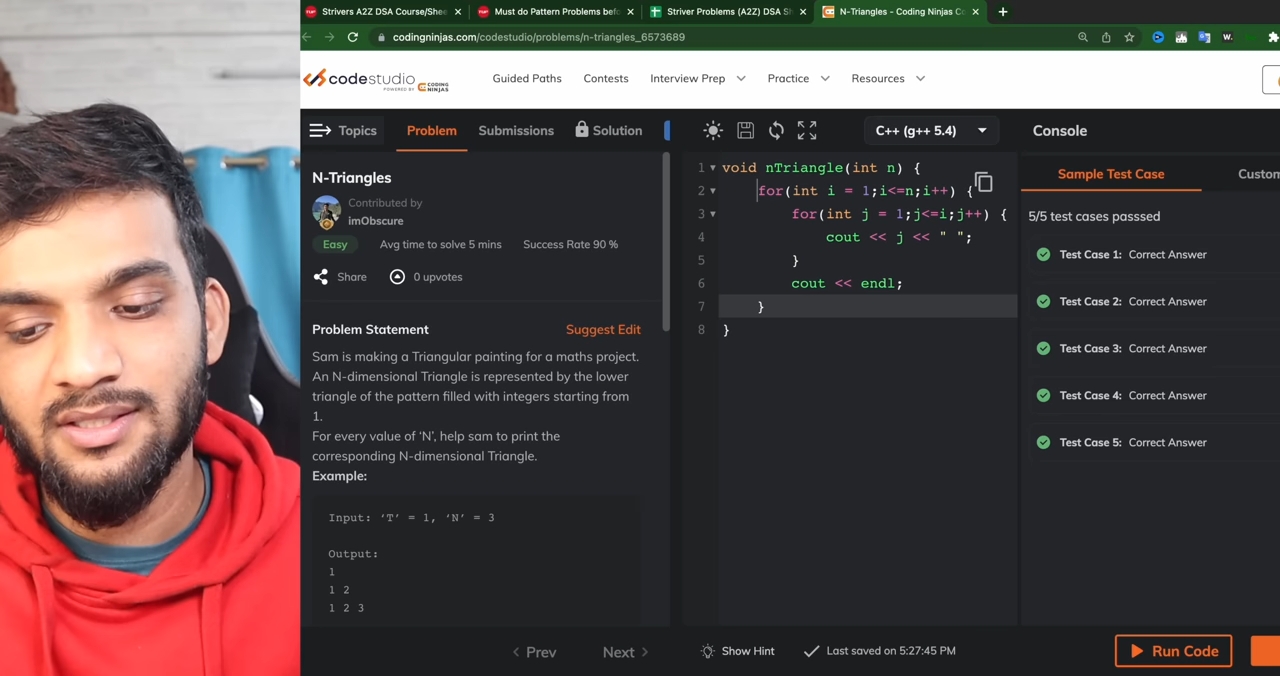 Strivers A2Z DSA Course/Shee
Must do Pattern Problems bef
Striver Problems (A2Z) DSA Sh
N-Triangles - Coding Ninjas Co
codingninjas.com/codestudio/problems/n-triangles_6573689
codestudio
POWERED BY CODING NINJAS
Guided Paths
Contests
Interview Prep
Practice
Resources
Topics
Problem
Submissions
Solution
C++ (g++ 5.4)
Console
N-Triangles
Contributed by
imObscure
Easy
Avg time to solve 5 mins
Success Rate 90 %
Share
0 upvotes
Problem Statement
Suggest Edit
Sam is making a Triangular painting for a maths project.
An N-dimensional Triangle is represented by the lower
triangle of the pattern filled with integers starting from
1.
For every value of ‘N’, help sam to print the
corresponding N-dimensional Triangle.
Example:
Input: ‘T’ = 1, ‘N’ = 3
Output:
1
1 2
1 2 3
1 void nTriangle(int n) {
2 for(int i = 1;i<=n;i++) {
3 for(int j = 1;j<=i;j++) {
4 cout << j << " ";
5 }
6 cout << endl;
7 }
8 }
Sample Test Case
Custom
5/5 test cases passsed
Test Case 1: Correct Answer
Test Case 2: Correct Answer
Test Case 3: Correct Answer
Test Case 4: Correct Answer
Test Case 5: Correct Answer
Prev
Next
Show Hint
Last saved on 5:27:45 PM
Run Code